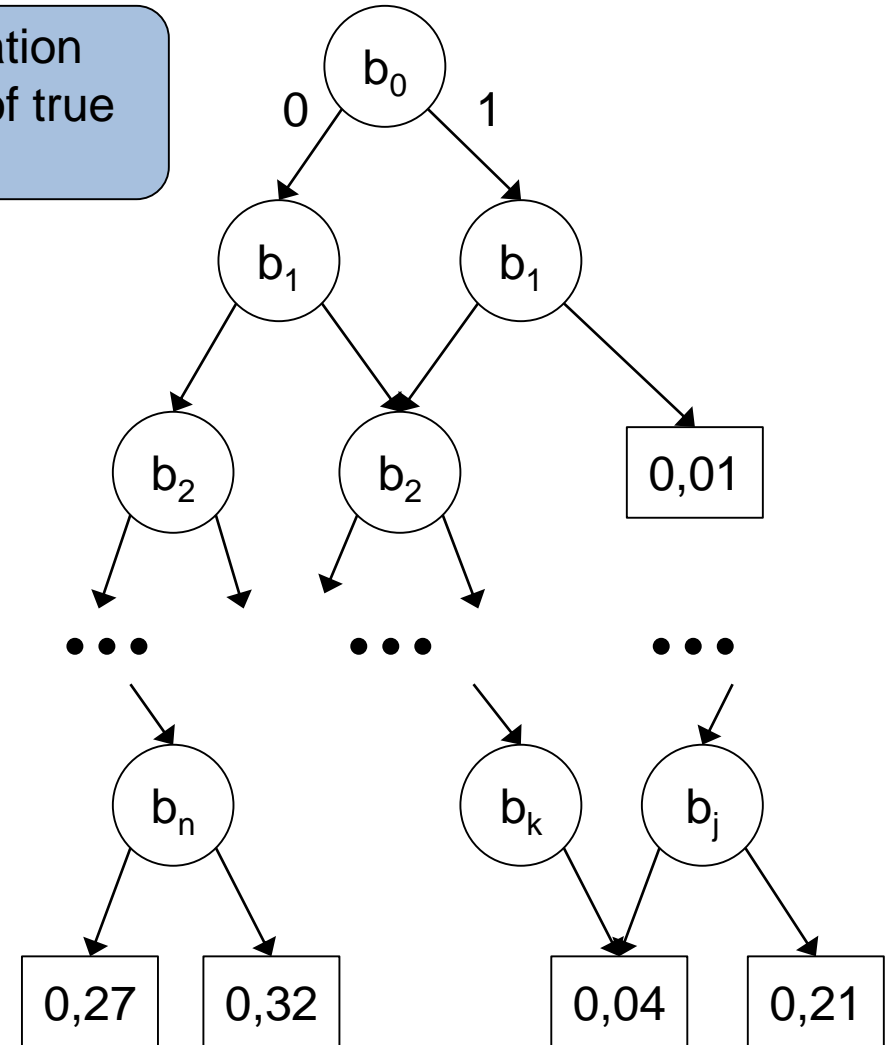 of true
b0
0 1
b1 b1
b2 b2 0,01
... ... ...
bn bk bj
0,27 0,32 0,04 0,21